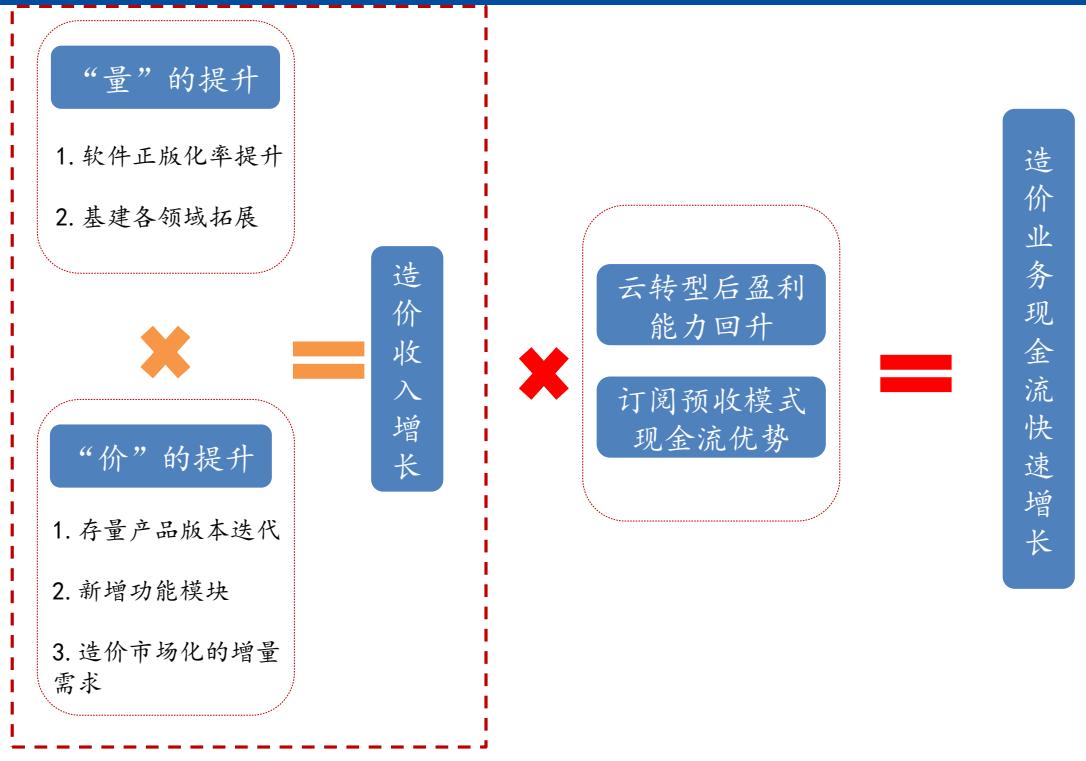 “量”的提升
1.软件正版化率提升
2.基建各领域拓展
“价”的提升
1.存量产品版本迭代
2.新增功能模块
3.造价市场化的增量
需求
造价收入增长
云转型后盈利
能力回升
订阅预收模式
现金流优势
造价业务现金流快速增长